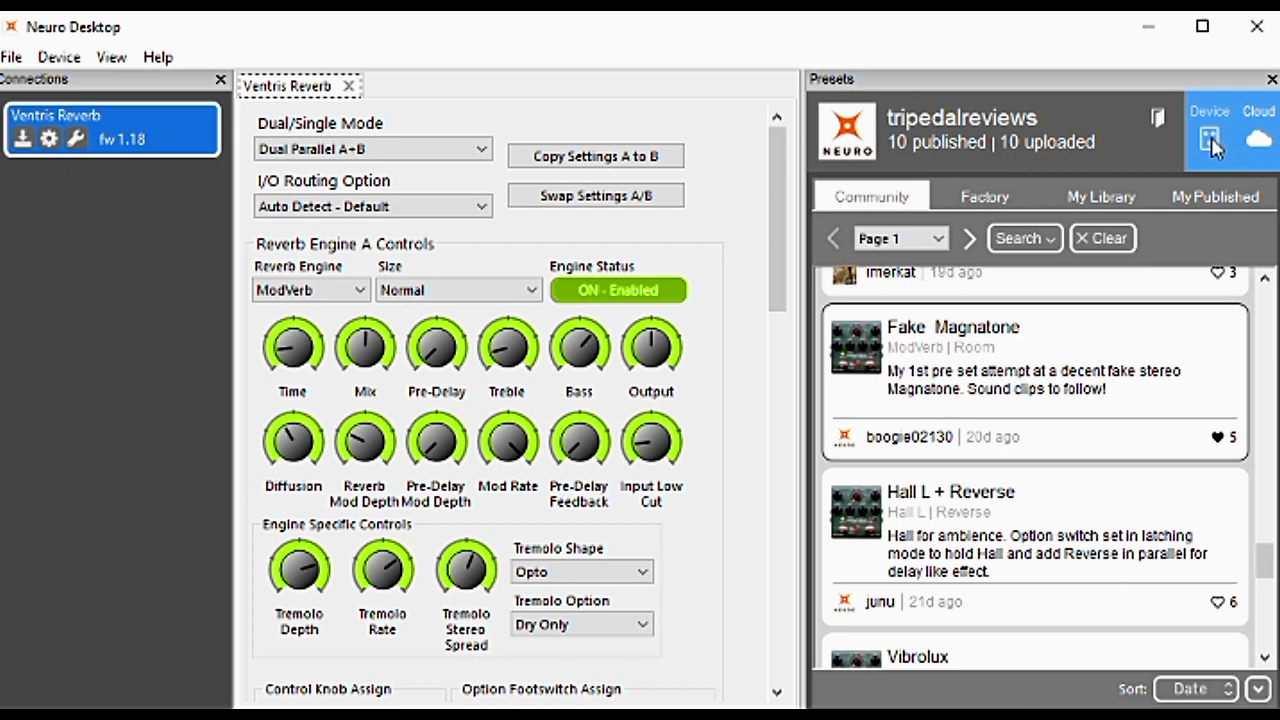 Neuro Desktop
File Device View Help
Connections
Ventris Reverb
fw 1.18
Ventris Reverb
Dual/Single Mode
Dual Parallel A+B
Copy Settings A to B
I/O Routing Option
Auto Detect - Default
Swap Settings A/B
Reverb Engine A Controls
Reverb Engine Size Engine Status
ModVerb Normal ON - Enabled
Time Mix Pre-Delay Treble Bass Output
Diffusion Reverb Mod Depth Pre-Delay Mod Depth Mod Rate Pre-Delay Feedback Input Low Cut
Engine Specific Controls
Tremolo Depth Tremolo Rate Tremolo Stereo Spread
Tremolo Shape
Opto
Tremolo Option
Dry Only
Control Knob Assign Option Footswitch Assign
Presets
NEURO
tripedalreviews
10 published | 10 uploaded
Device Cloud
Community Factory My Library My Published
Page 1 Search Clear
imerkat 19d ago 3
Fake Magnatone
ModVerb | Room
My 1st pre set attempt at a decent fake stereo
Magnatone. Sound clips to follow!
boogie02130 | 20d ago 5
Hall L + Reverse
Hall L | Reverse
Hall for ambience. Option switch set in latching
mode to hold Hall and add Reverse in parallel for
delay like effect.
junu | 21d ago 6
Vibrolux
Sort: Date